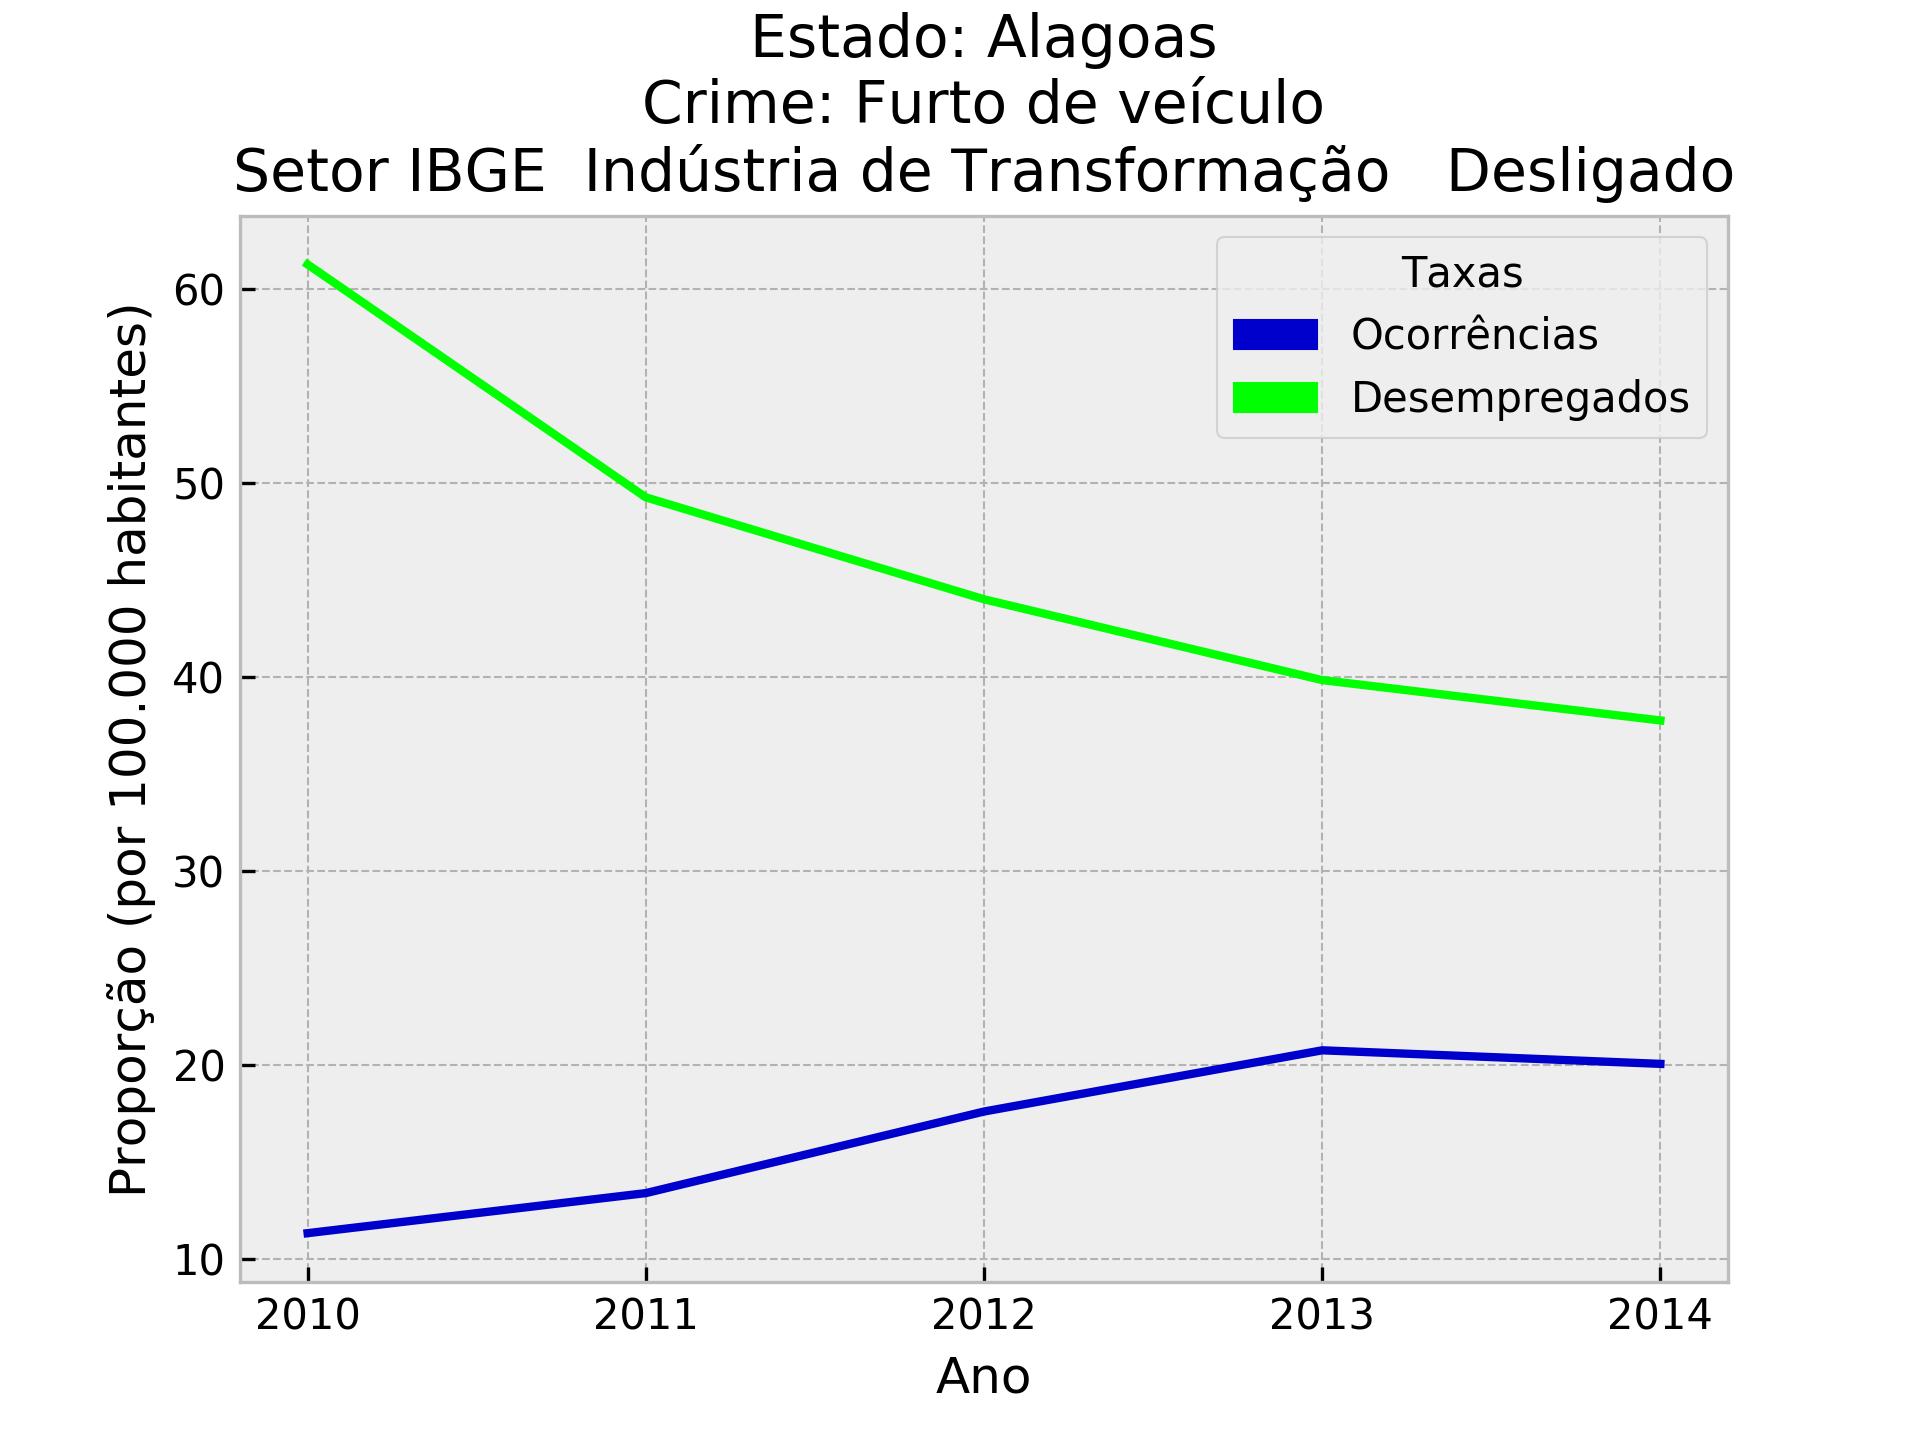 Estado: Alagoas
Crime: Furto de veículo
Setor IBGE  Indústria de Transformação   Desligado
Proporção (por 100.000 habitantes)
60
50
40
30
20
10
Taxas
Ocorrências
Desempregados
2010 2011 2012 2013 2014
Ano